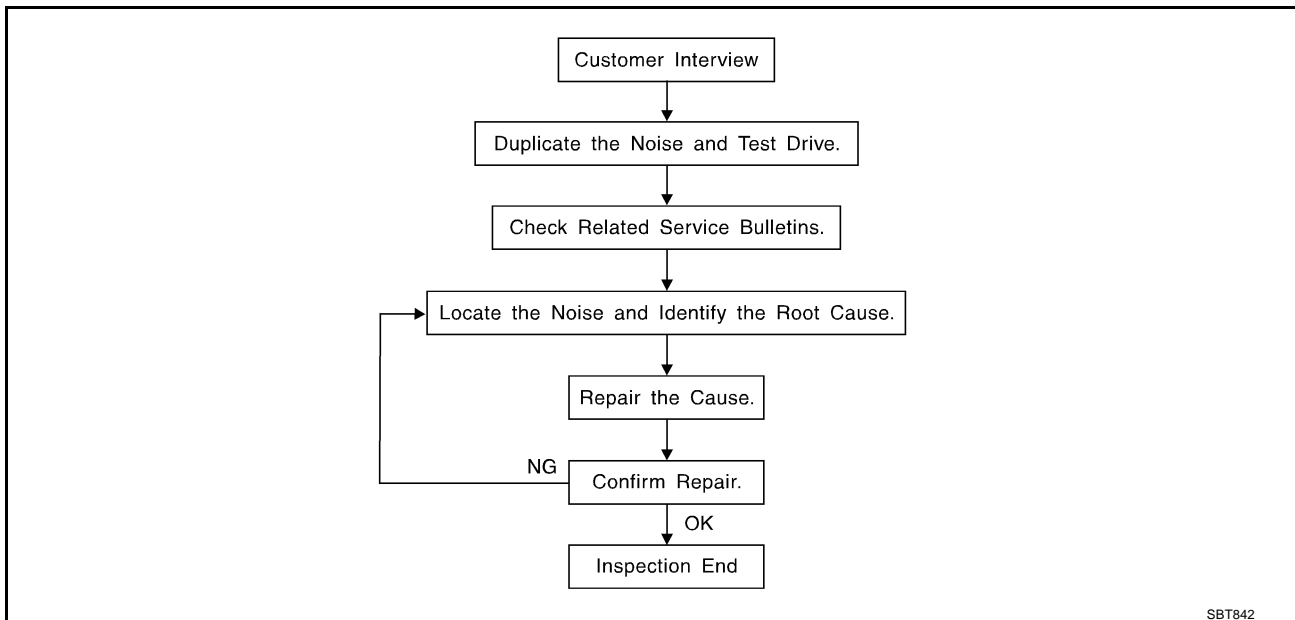 Customer Interview
Duplicate the Noise and Test Drive.
Check Related Service Bulletins.
Locate the Noise and Identify the Root Cause.
Repair the Cause.
NG
Confirm Repair.
OK
Inspection End
SBT842